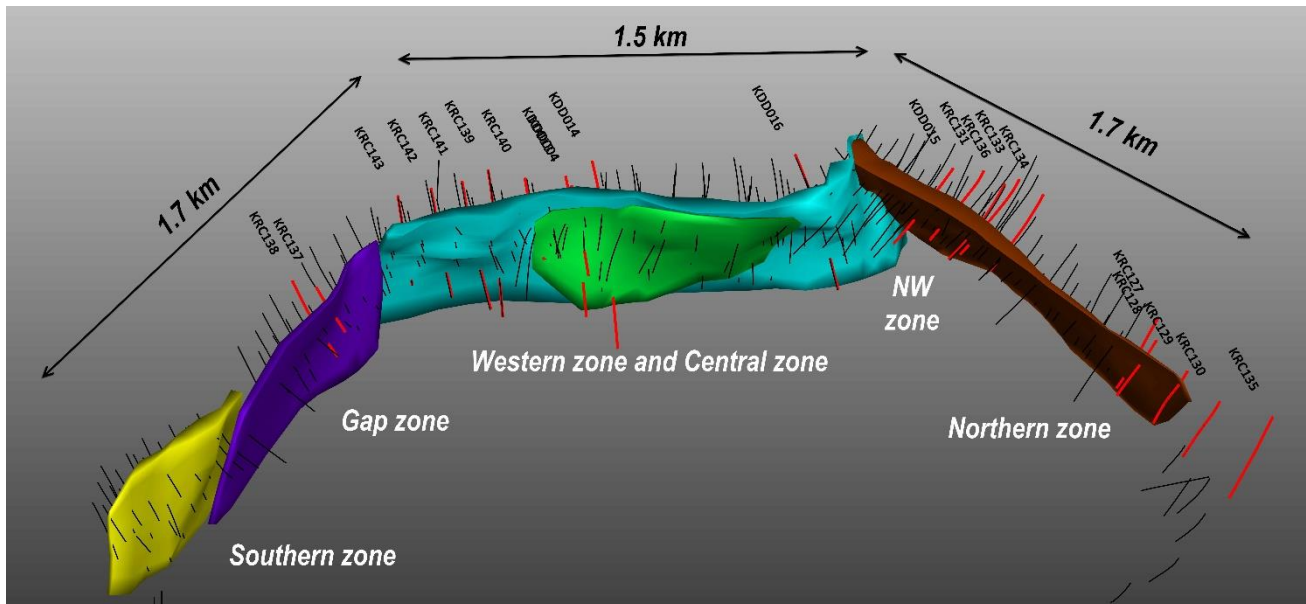 1.5 km
1.7 km
1.7 km
KRC138
KRC137
KRC143
KRC142
KRC141
KRC139
KRC140
KDD014
KDD016
KDD015
KRC131
KRC136
KRC133
KRC134
KRC127
KRC128
KRC129
KRC130
KRC135
NW
zone
Western zone and Central zone
Gap zone
Northern zone
Southern zone